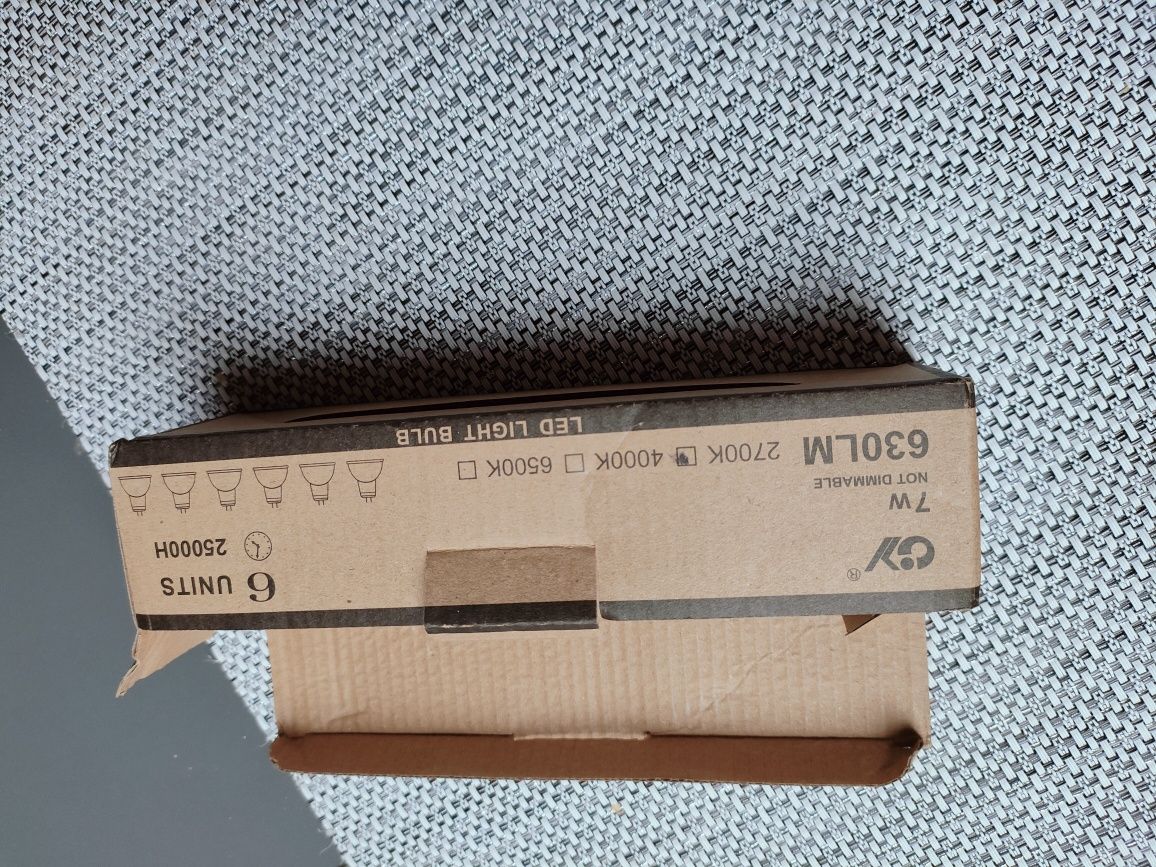 GY®
6 UNITS
7W
25000H
NOT DIMMABLE
630LM
2700K ☑ 4000K ☐ 6500K ☐
LED LIGHT BULB